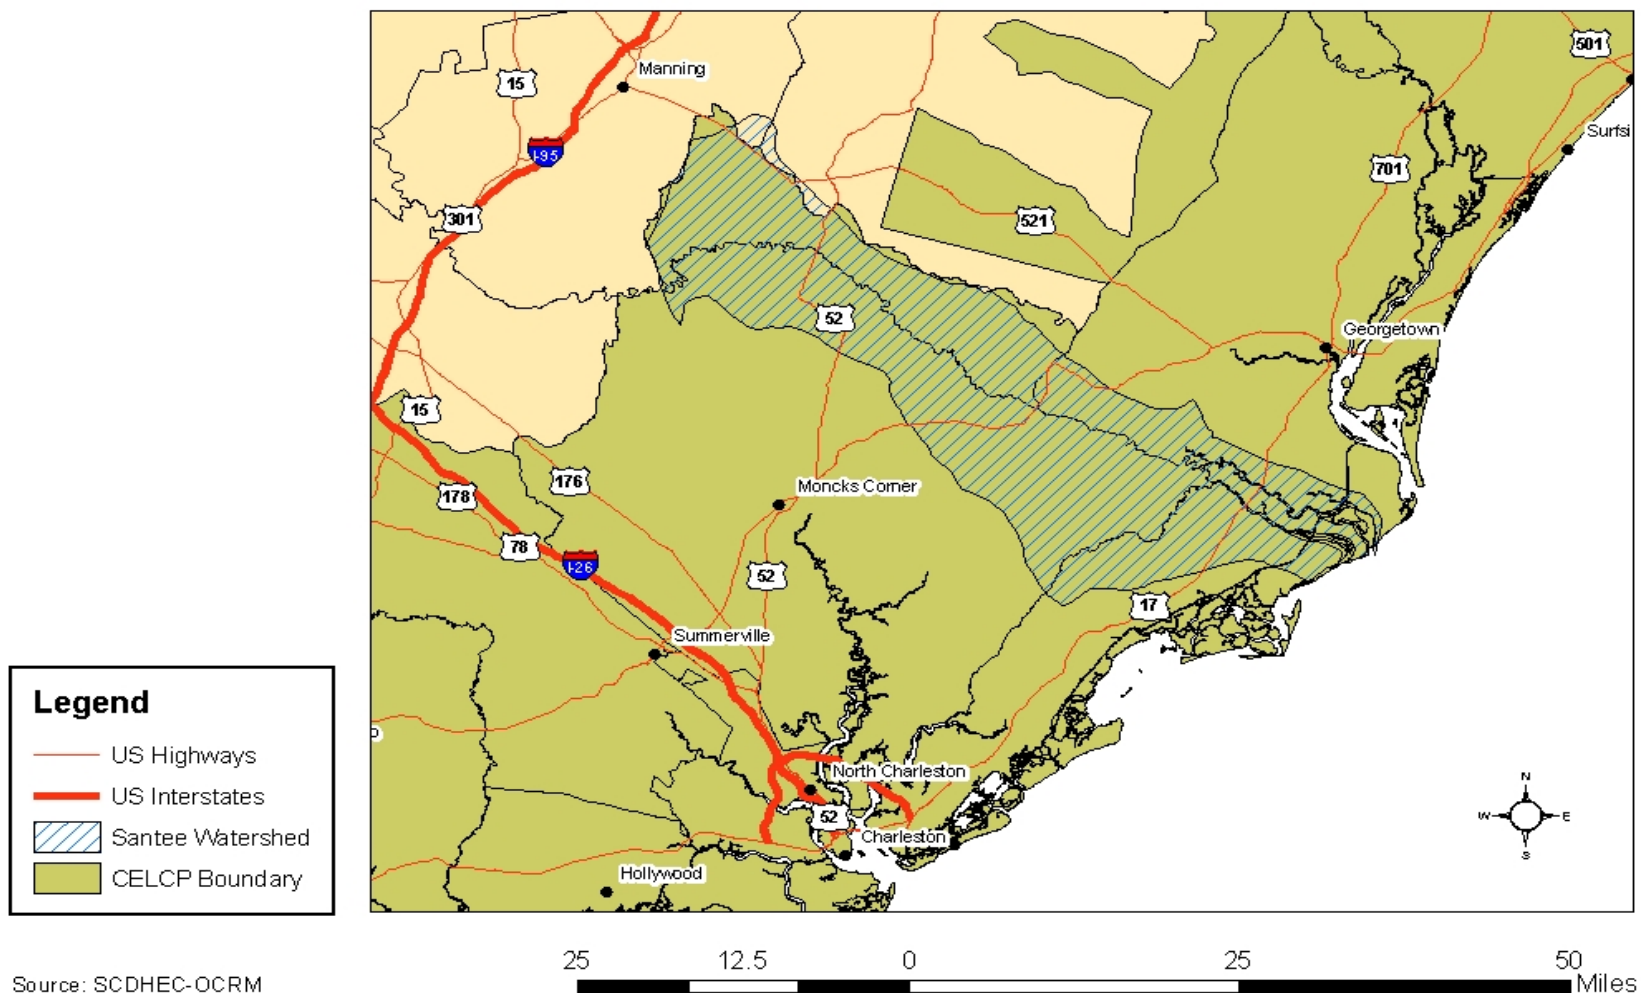 501
Manning
15
Surfsi
I-95
701
301
521
52
Georgetown
15
Moncks Corner
176
178
78
I-26
52
17
Summerville
Legend
US Highways
US Interstates
Santee Watershed
CELCP Boundary
o
North Charleston
52
Charleston
Hollywood
N
W E
S
25 12.5 0 25 50
Miles
Source: SCDHEC-OCRM